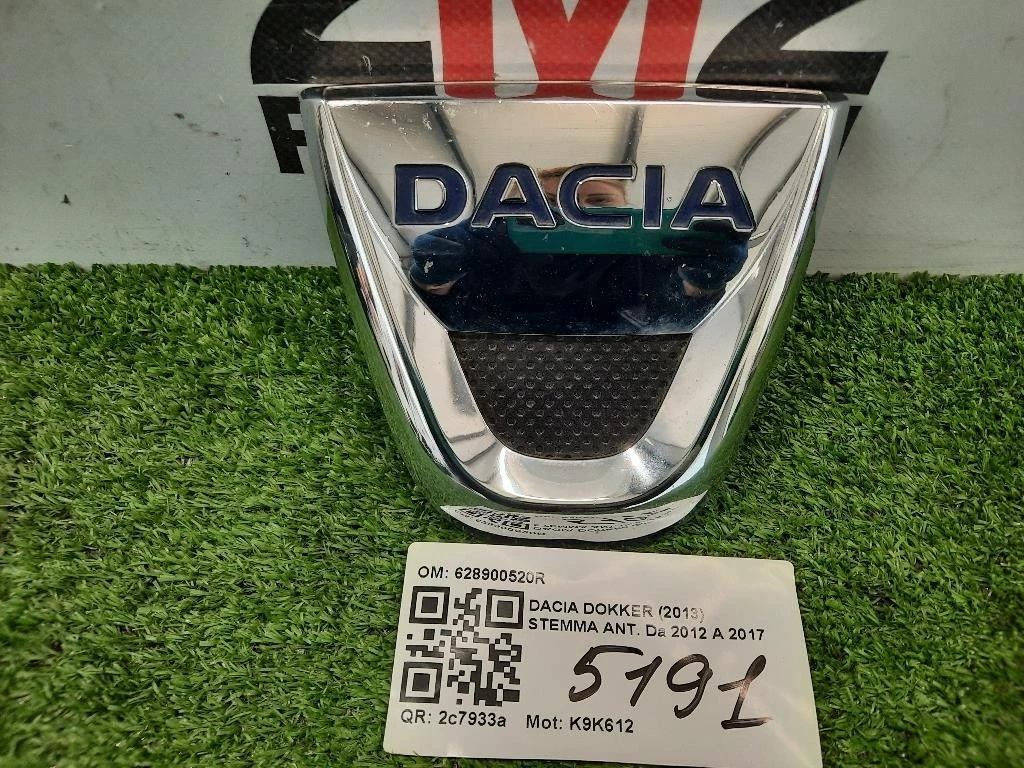 DACIA
OM: 628900520R
DACIA DOKKER (2013)
STEMMA ANT. Da 2012 A 2017
5191
QR: 2c7933a Mot: K9K612